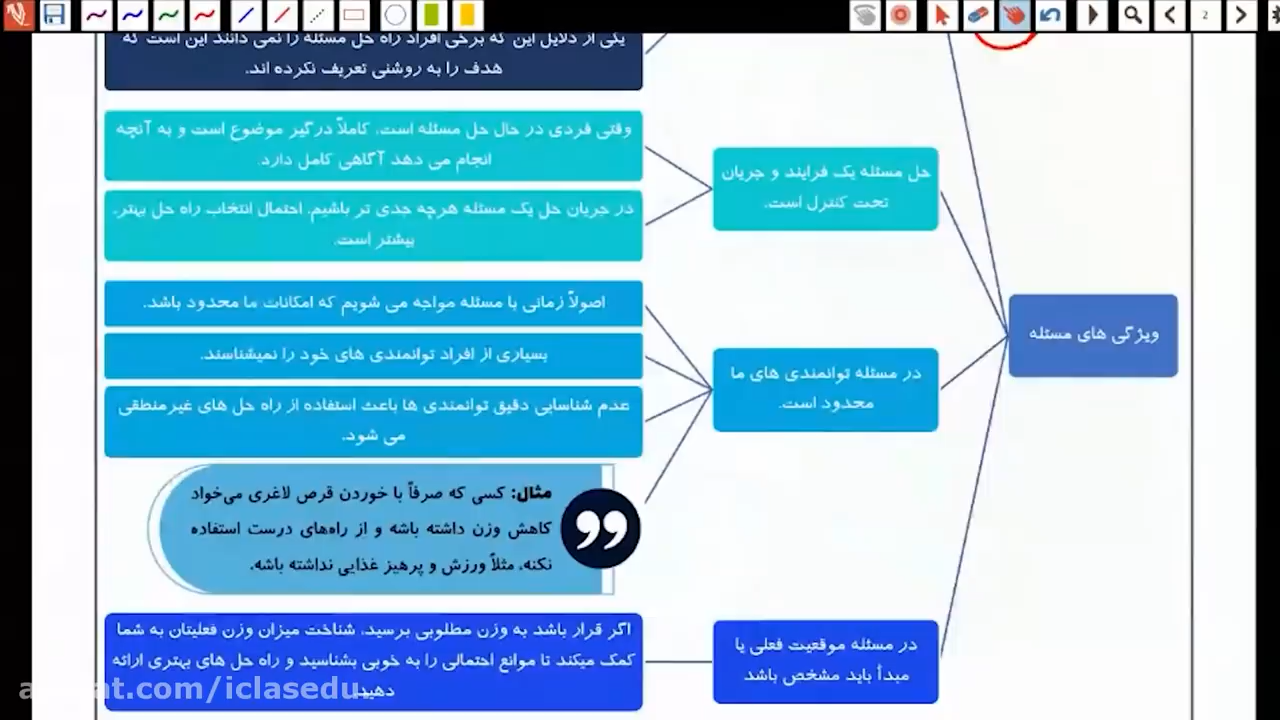 2
یکی از دلایل این که برخی افراد راه حل مسئله را نمی دانند این است که
هدف را به روشنی تعریف نکرده اند.
ویژگی های مسئله
حل مسئله یک فرایند و جریان
تحت کنترل است.
وقتی فردی در حال حل مسئله است، کاملاً درگیر موضوع است و به آنچه
انجام می دهد آگاهی کامل دارد.
در جریان حل یک مسئله هرچه جدی تر باشیم، احتمال انتخاب راه حل بهتر،
بیشتر است.
در مسئله توانمندی های ما
محدود است.
اصولاً زمانی با مسئله مواجه می شویم که امکانات ما محدود باشد.
بسیاری از افراد توانمندی های خود را نمیشناسند.
عدم شناسایی دقیق توانمندی ها باعث استفاده از راه حل های غیرمنطقی
می شود.
مثال: کسی که صرفاً با خوردن قرص لاغری می‌خواد
کاهش وزن داشته باشه و از راه‌های درست استفاده
نکنه، مثلاً ورزش و پرهیز غذایی نداشته باشه.
در مسئله موقعیت فعلی یا
مبدأ باید مشخص باشد
اگر قرار باشد به وزن مطلوبی برسید، شناخت میزان وزن فعلیتان به شما
کمک میکند تا موانع احتمالی را به خوبی بشناسید و راه حل های بهتری ارائه
دهید.
at.com/iclasedu